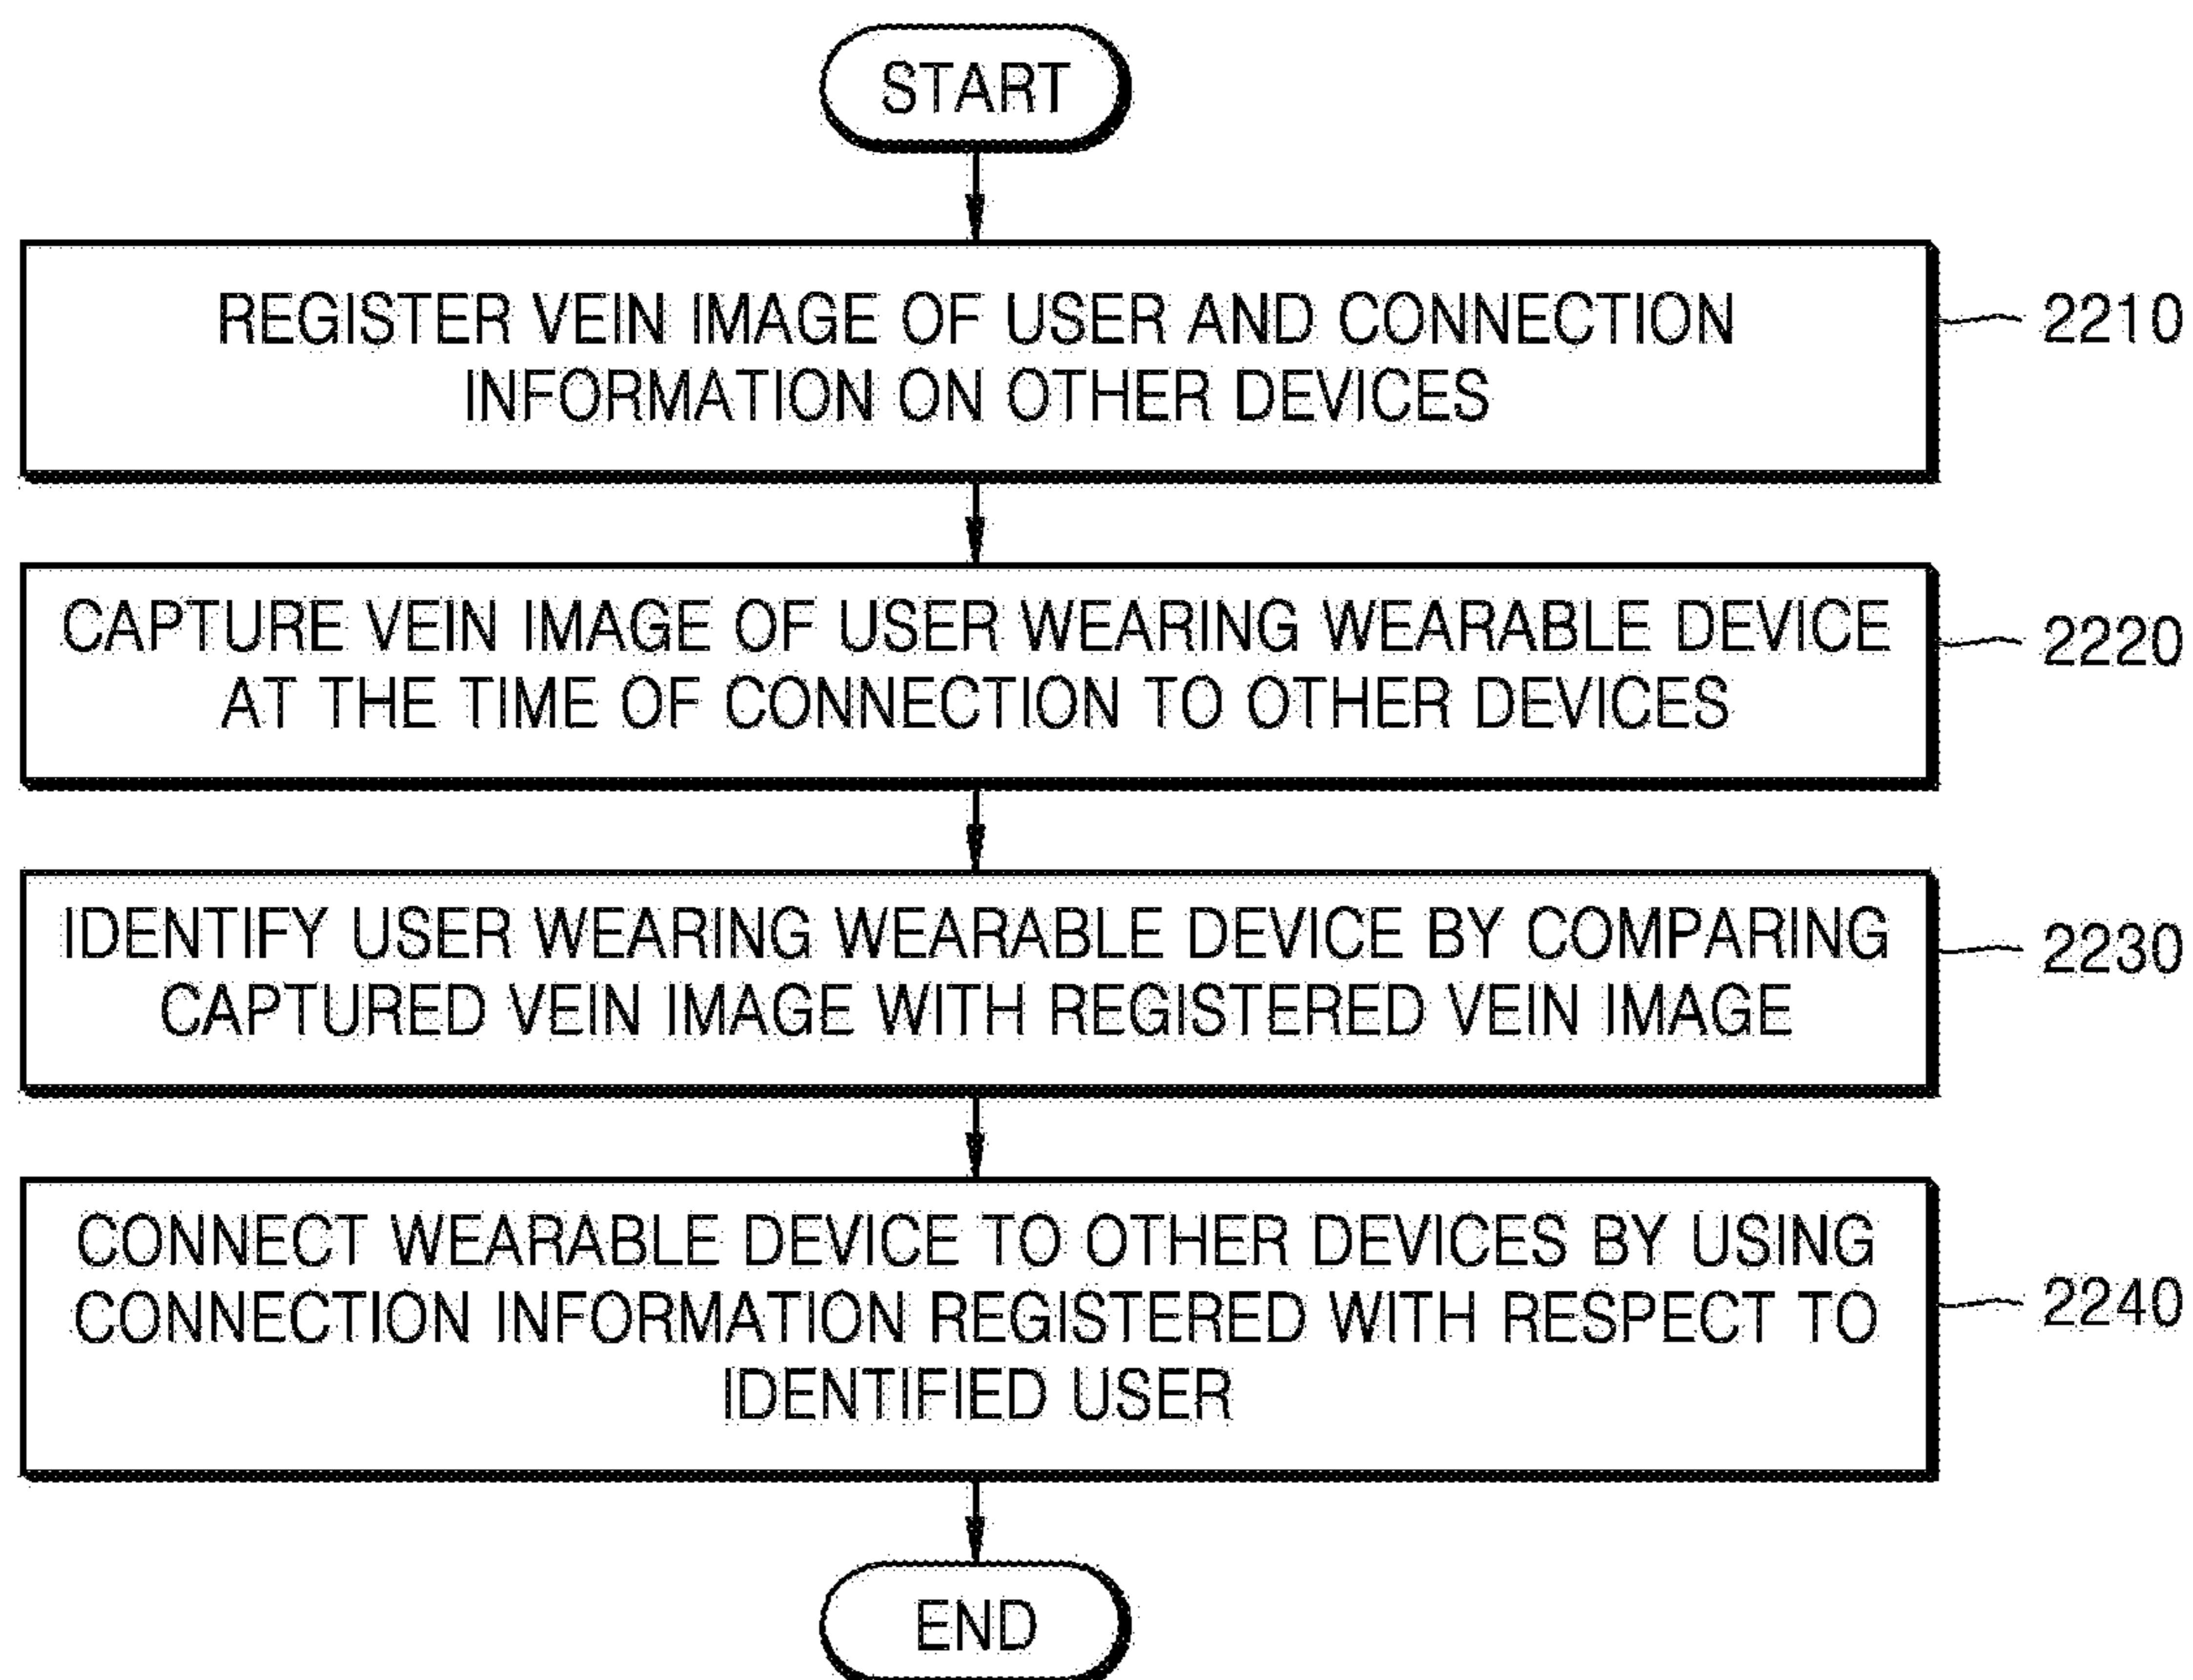 START
REGISTER VEIN IMAGE OF USER AND CONNECTION
INFORMATION ON OTHER DEVICES
2210
CAPTURE VEIN IMAGE OF USER WEARING WEARABLE DEVICE
AT THE TIME OF CONNECTION TO OTHER DEVICES
2220
IDENTIFY USER WEARING WEARABLE DEVICE BY COMPARING
CAPTURED VEIN IMAGE WITH REGISTERED VEIN IMAGE
2230
CONNECT WEARABLE DEVICE TO OTHER DEVICES BY USING
CONNECTION INFORMATION REGISTERED WITH RESPECT TO
IDENTIFIED USER
2240
END